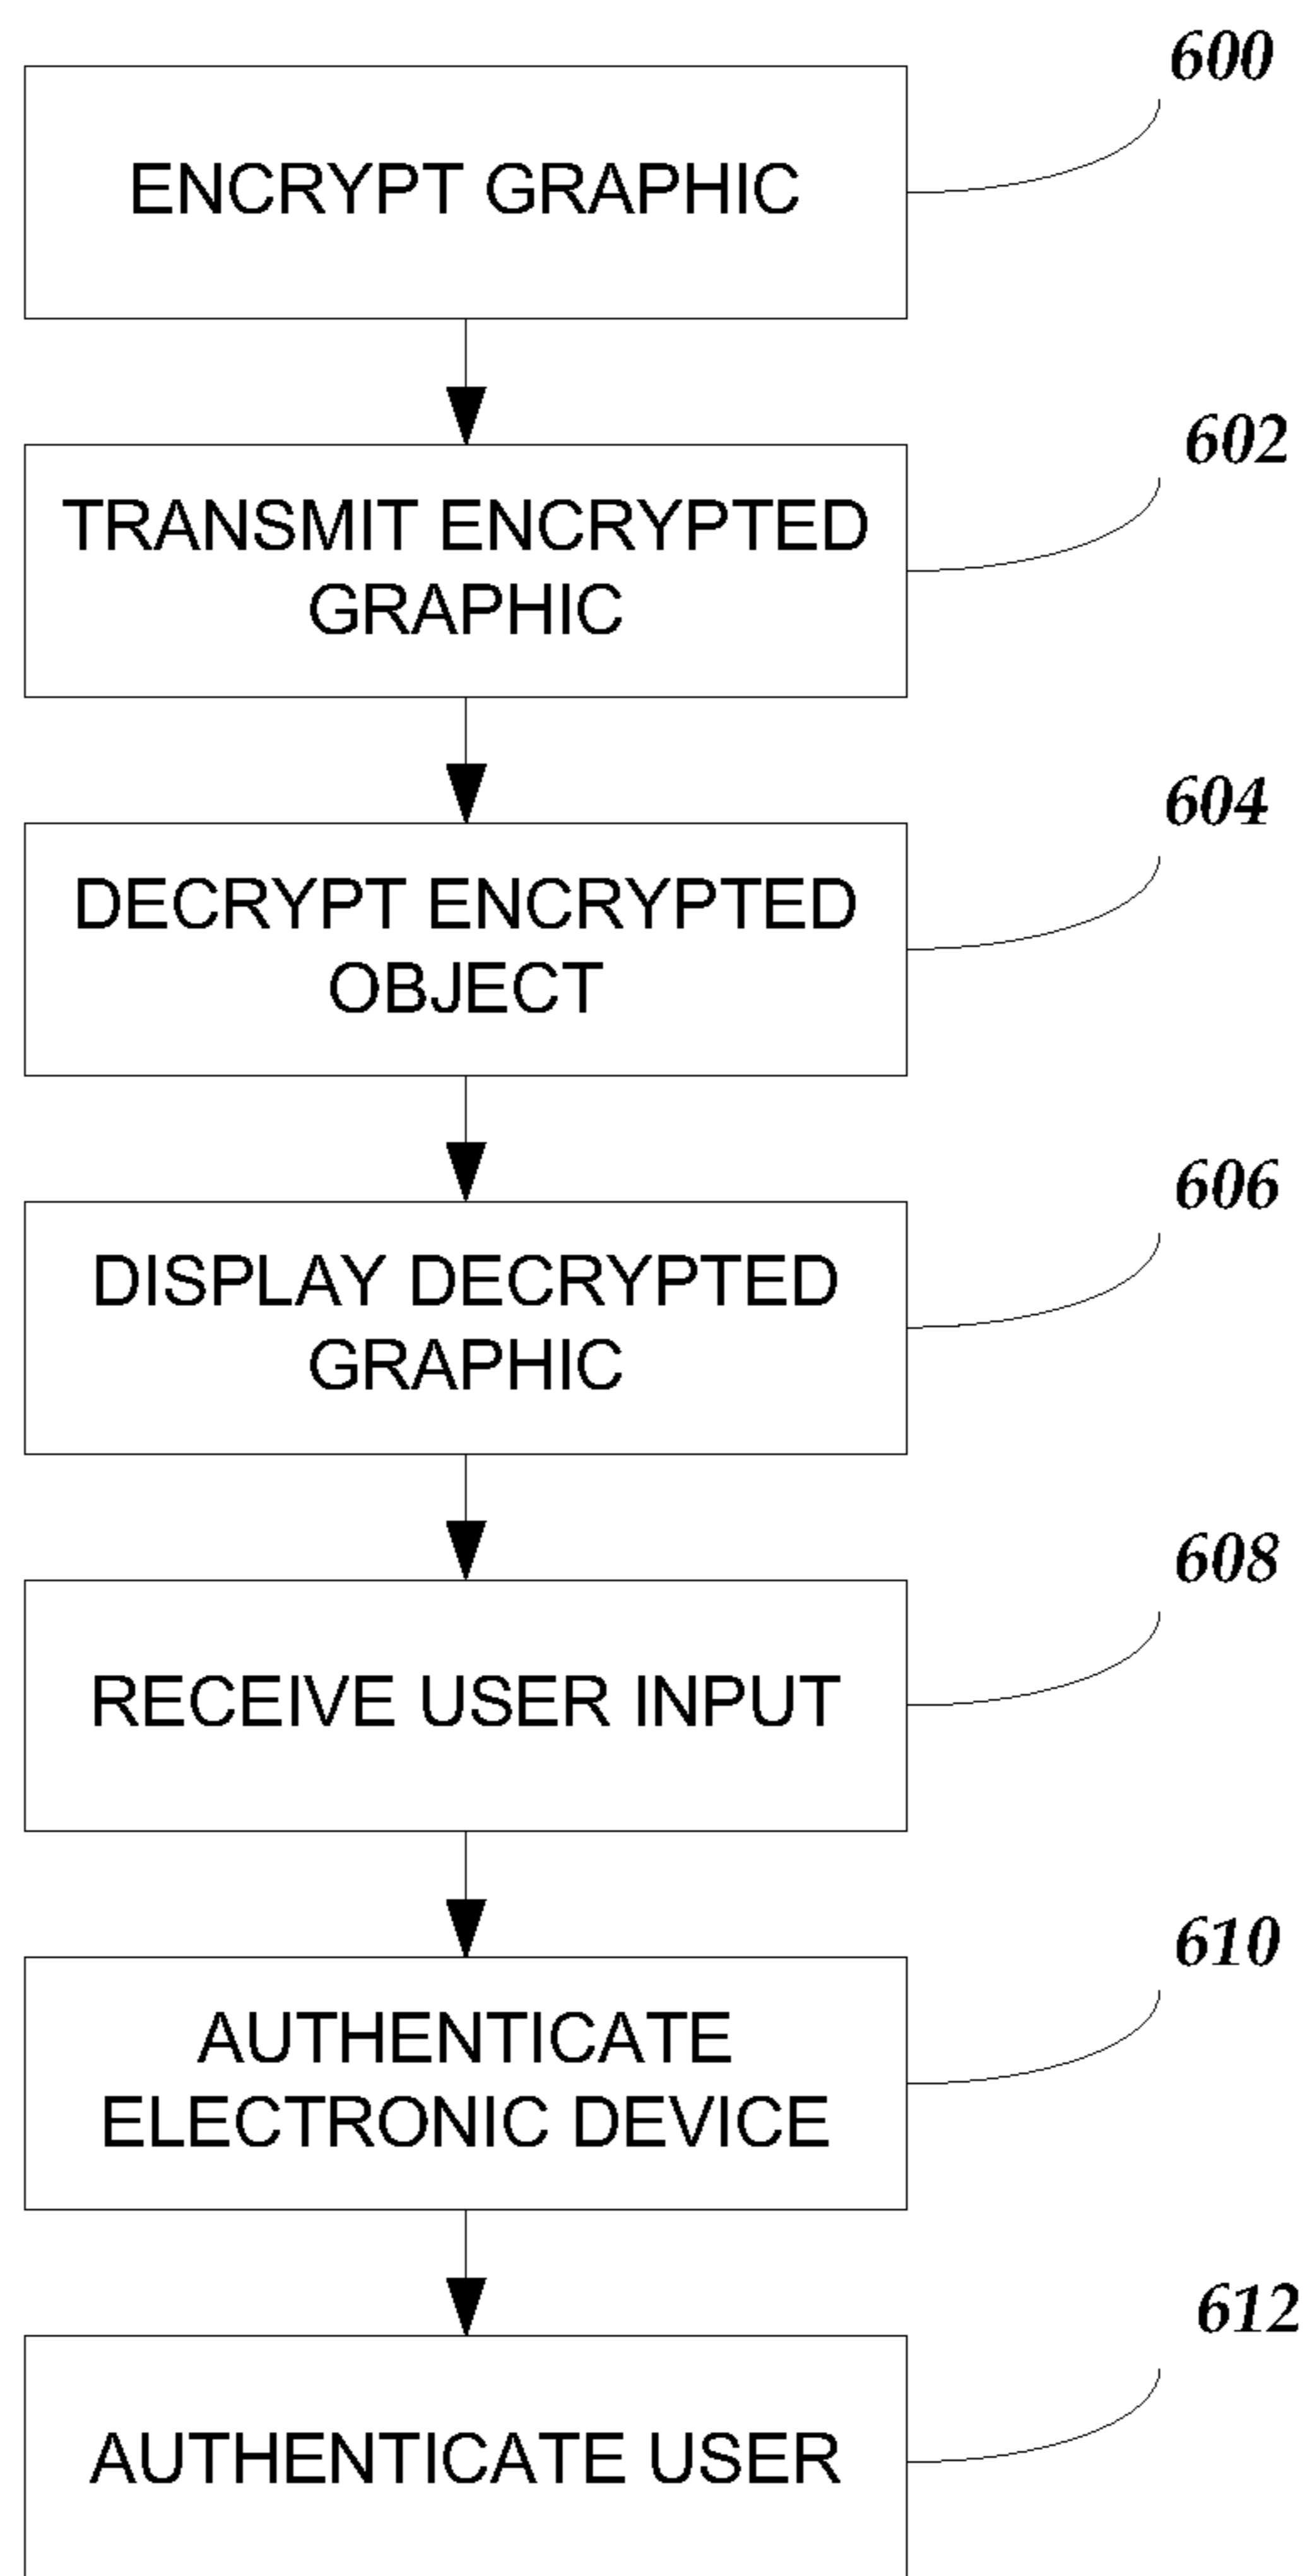 600
ENCRYPT GRAPHIC
602
TRANSMIT ENCRYPTED
GRAPHIC
604
DECRYPT ENCRYPTED
OBJECT
606
DISPLAY DECRYPTED
GRAPHIC
608
RECEIVE USER INPUT
610
AUTHENTICATE
ELECTRONIC DEVICE
612
AUTHENTICATE USER